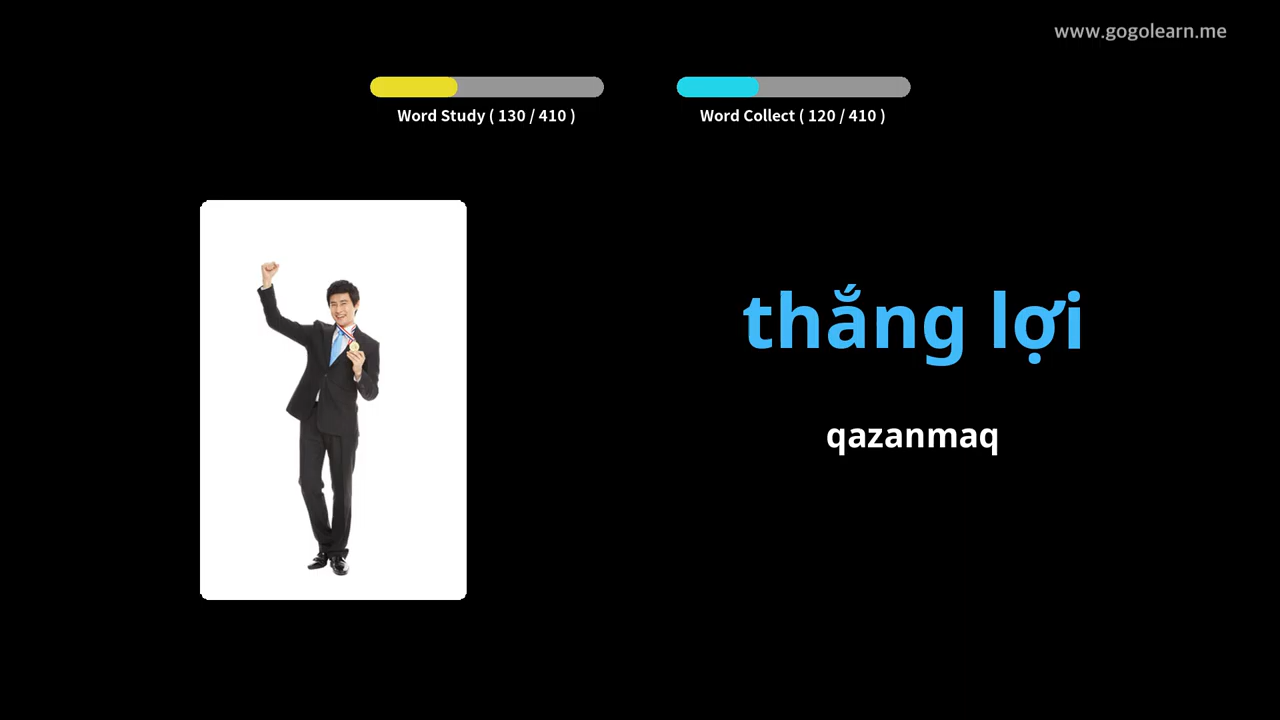 www.gogolearn.me
Word Study ( 130 / 410 )
Word Collect ( 120 / 410 )
thắng lợi
qazanmaq